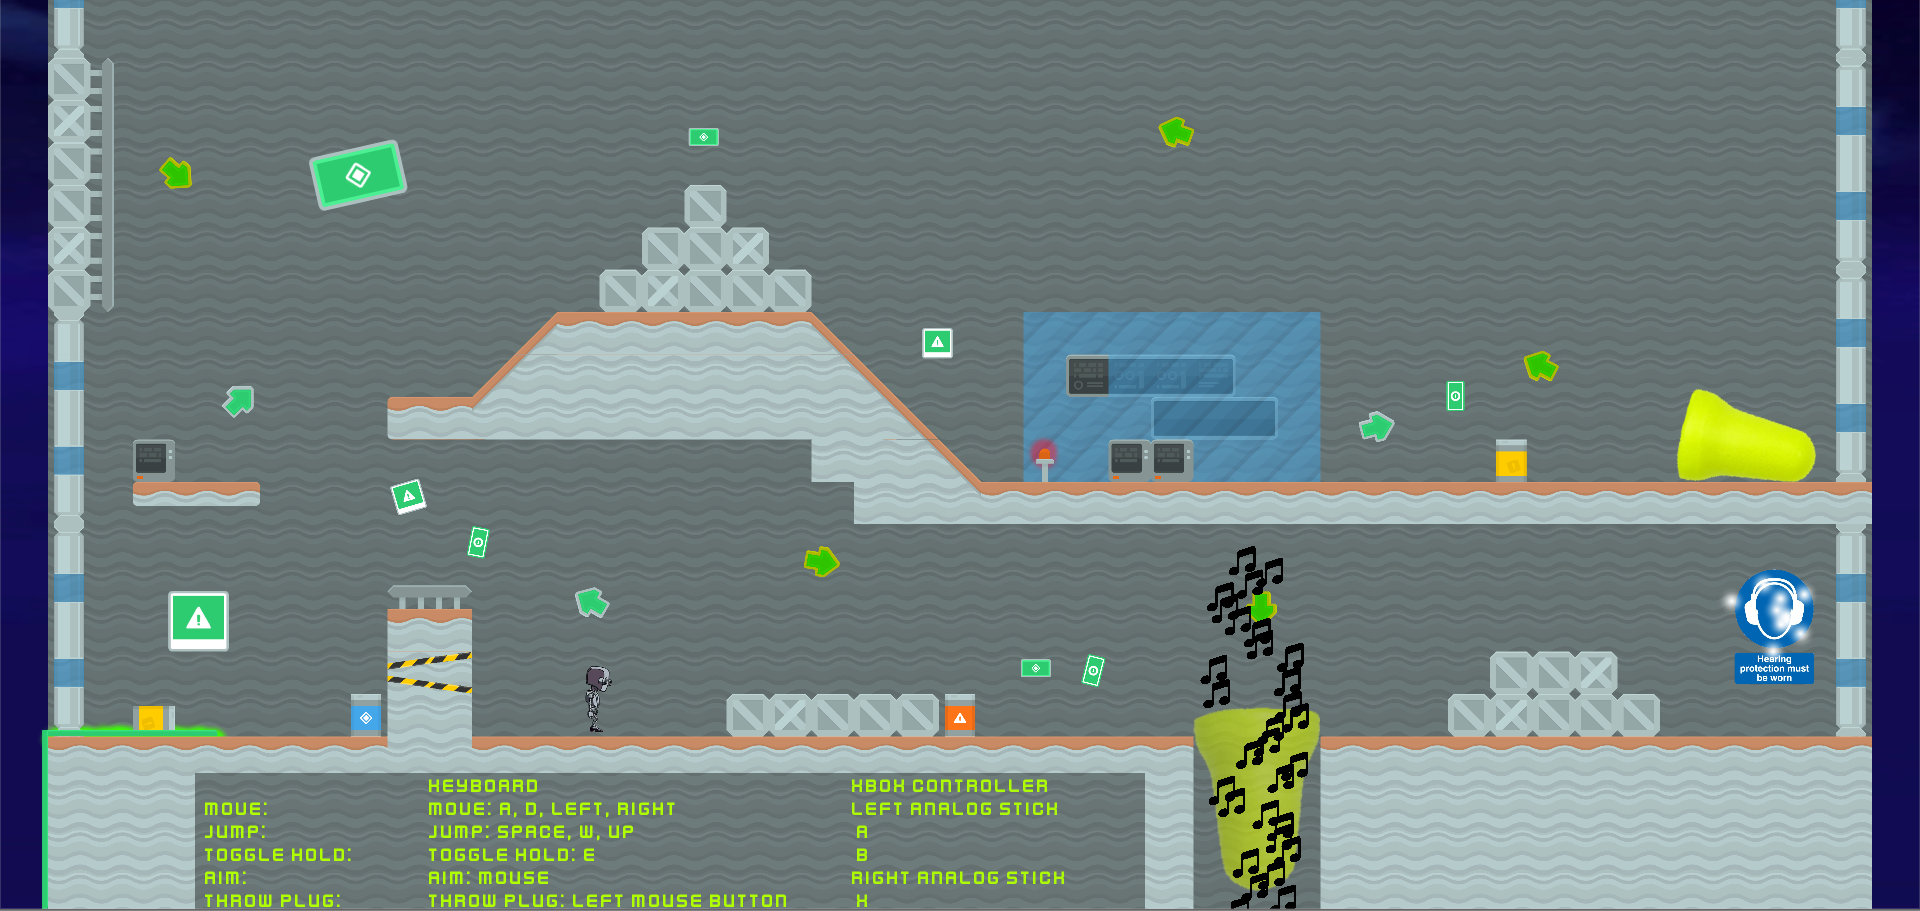 Hearing
protection must
be worn
KEYBOARD XBOX CONTROLLER
MOVE: MOVE: A, D, LEFT, RIGHT LEFT ANALOG STICK
JUMP: JUMP: SPACE, W, UP A
TOGGLE HOLD: TOGGLE HOLD: E B
AIM: AIM: MOUSE RIGHT ANALOG STICK
THROW PLUG: THROW PLUG: LEFT MOUSE BUTTON X